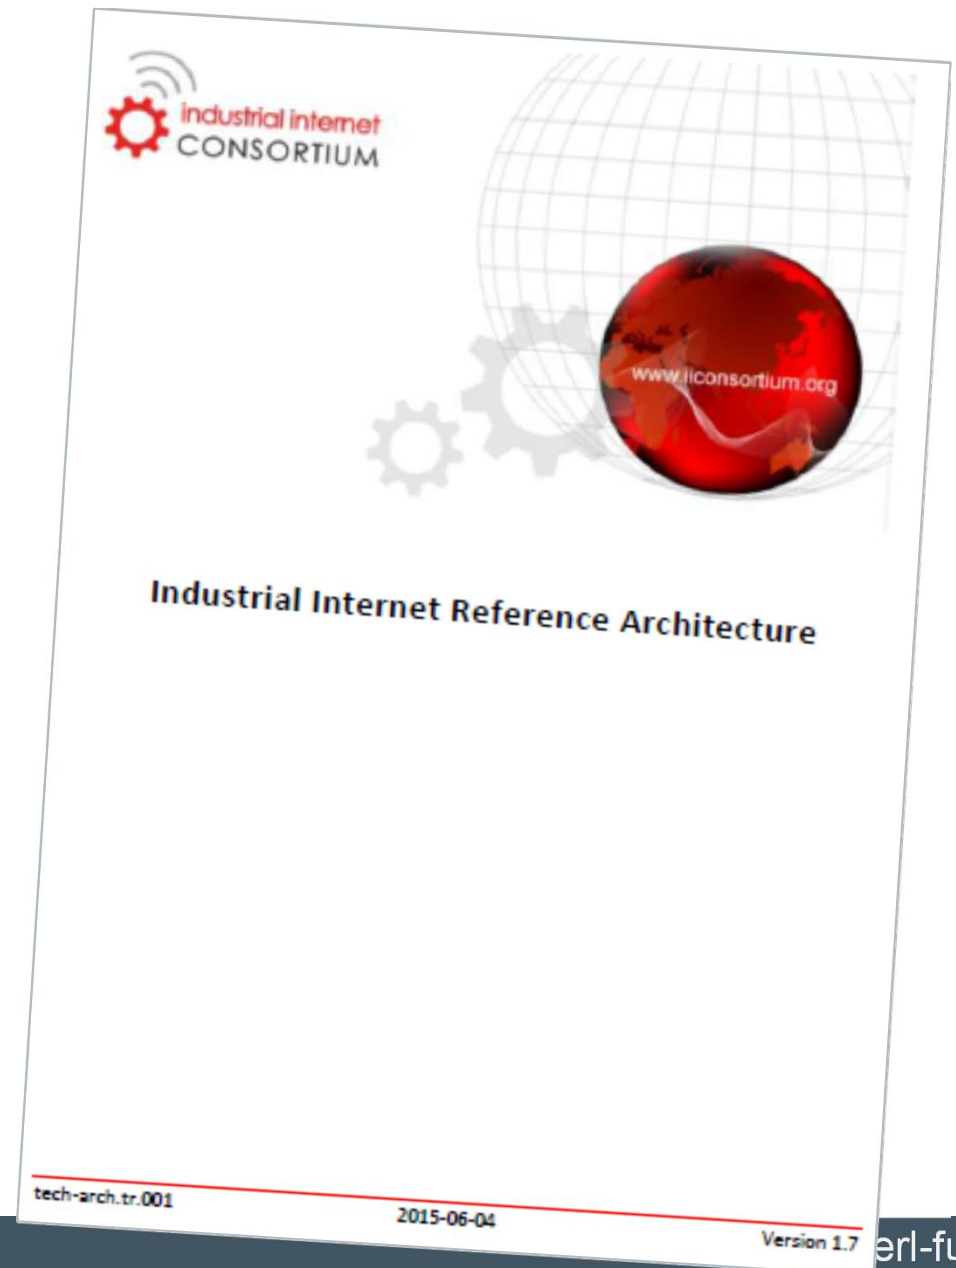 industrial internet
CONSORTIUM
www.iiconsortium.org
Industrial Internet Reference Architecture
tech-arch.tr.001
2015-06-04
Version 1.7
erl-fu